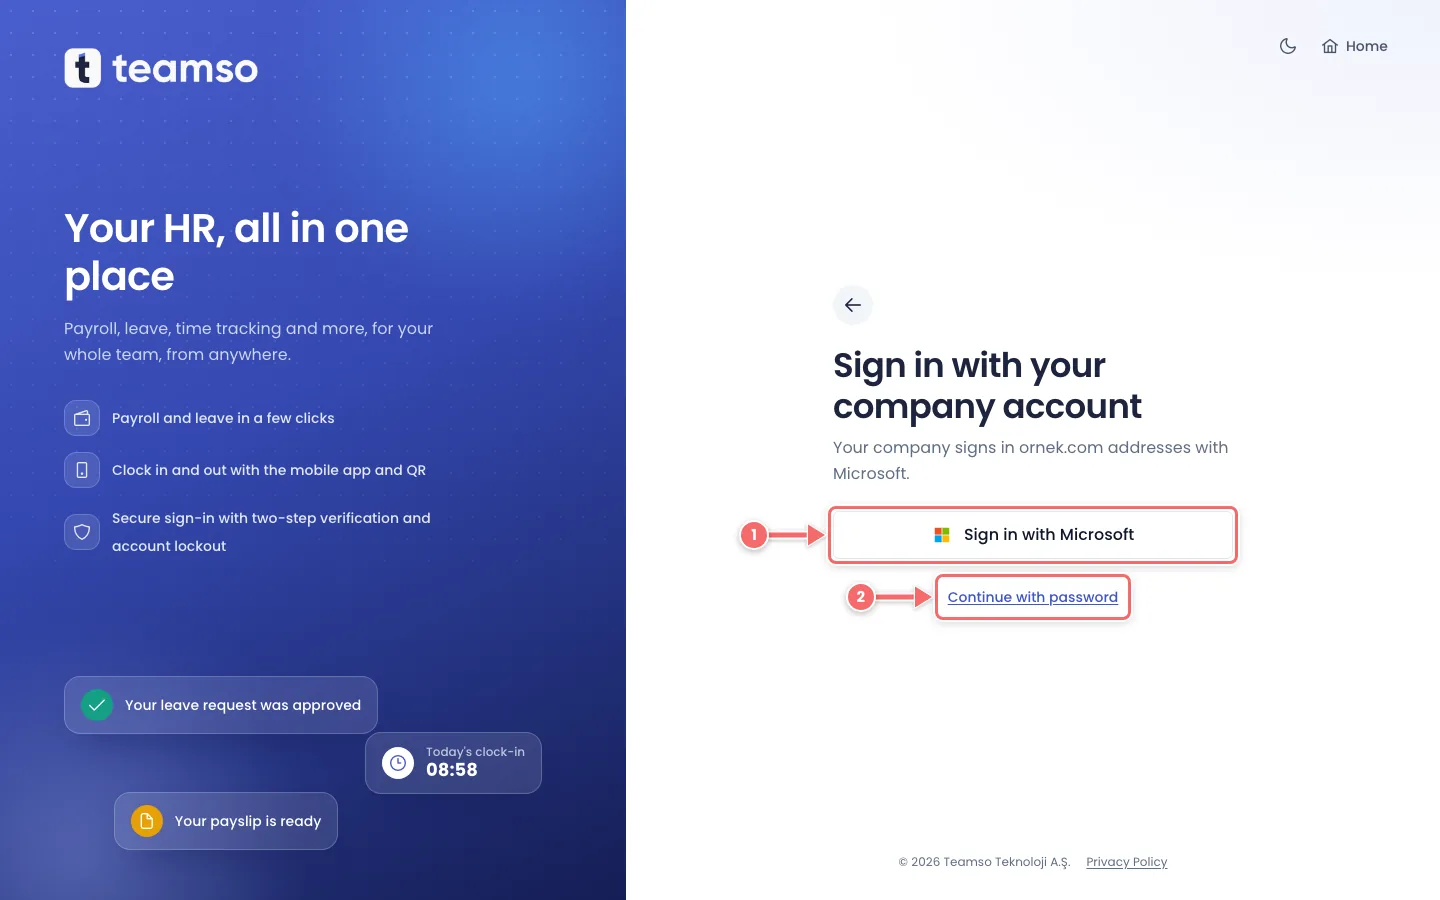 teamso
Home
Your HR, all in one
place
Payroll, leave, time tracking and more, for your
whole team, from anywhere.
Payroll and leave in a few clicks
Clock in and out with the mobile app and QR
Secure sign-in with two-step verification and
account lockout
Your leave request was approved
Today's clock-in
08:58
Your payslip is ready
Sign in with your
company account
Your company signs in ornek.com addresses with
Microsoft.
1
Sign in with Microsoft
2
Continue with password
© 2026 Teamso Teknoloji A.Ş. Privacy Policy